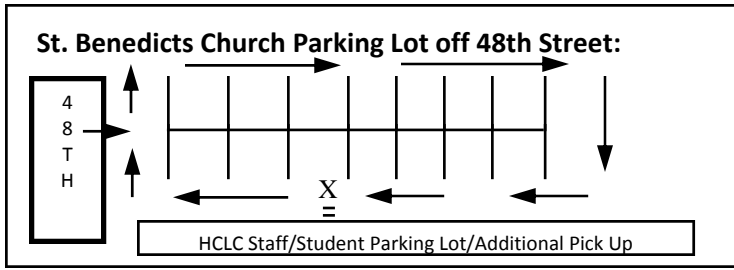 St. Benedicts Church Parking Lot off 48th Street:
4
8
T
H
X
=
HCLC Staff/Student Parking Lot/Additional Pick Up